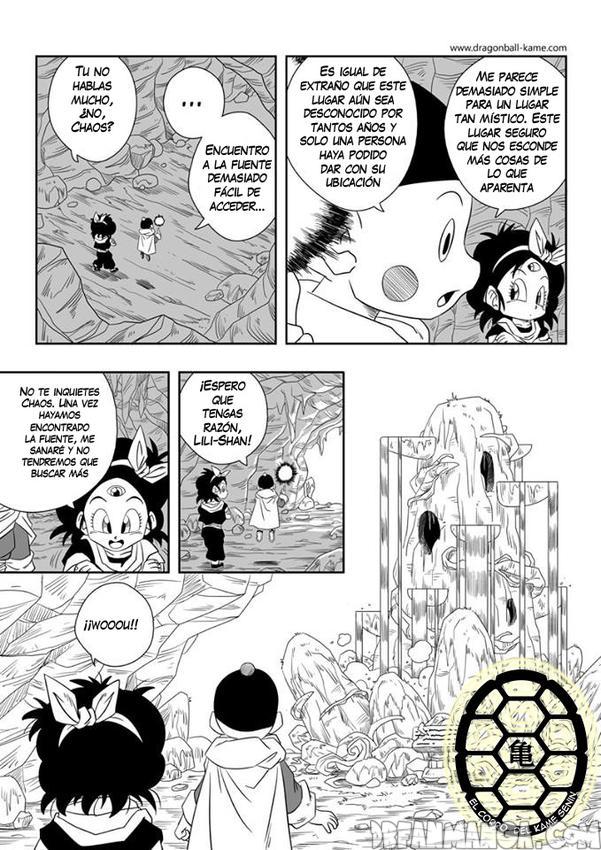 www.dragonball-kame.com
TU NO
HABLAS
MUCHO,
¿NO,
CHAOS?
...
ENCUENTRO
A LA FUENTE
DEMASIADO
FÁCIL DE
ACCEDER...
ES IGUAL DE
EXTRAÑO QUE ESTE
LUGAR AÚN SEA
DESCONOCIDO POR
TANTOS AÑOS Y
SOLO UNA PERSONA
HAYA PODIDO
DAR CON SU
UBICACIÓN
ME PARECE
DEMASIADO SIMPLE
PARA UN LUGAR
TAN MÍSTICO. ESTE
LUGAR SEGURO
QUE NOS ESCONDE
MÁS COSAS DE
LO QUE
APARENTA
NO TE INQUIETES
CHAOS. UNA VEZ
HAYAMOS
ENCONTRADO
LA FUENTE, ME
SANARÉ Y NO
TENDREMOS QUE
BUSCAR MÁS
¡ESPERO
QUE
TENGAS
RAZÓN,
LILI-SHAN!
¡¡WOOOU!!
亀
EL COCCO DEL KAME SENIN
DREAMMANGA.COM